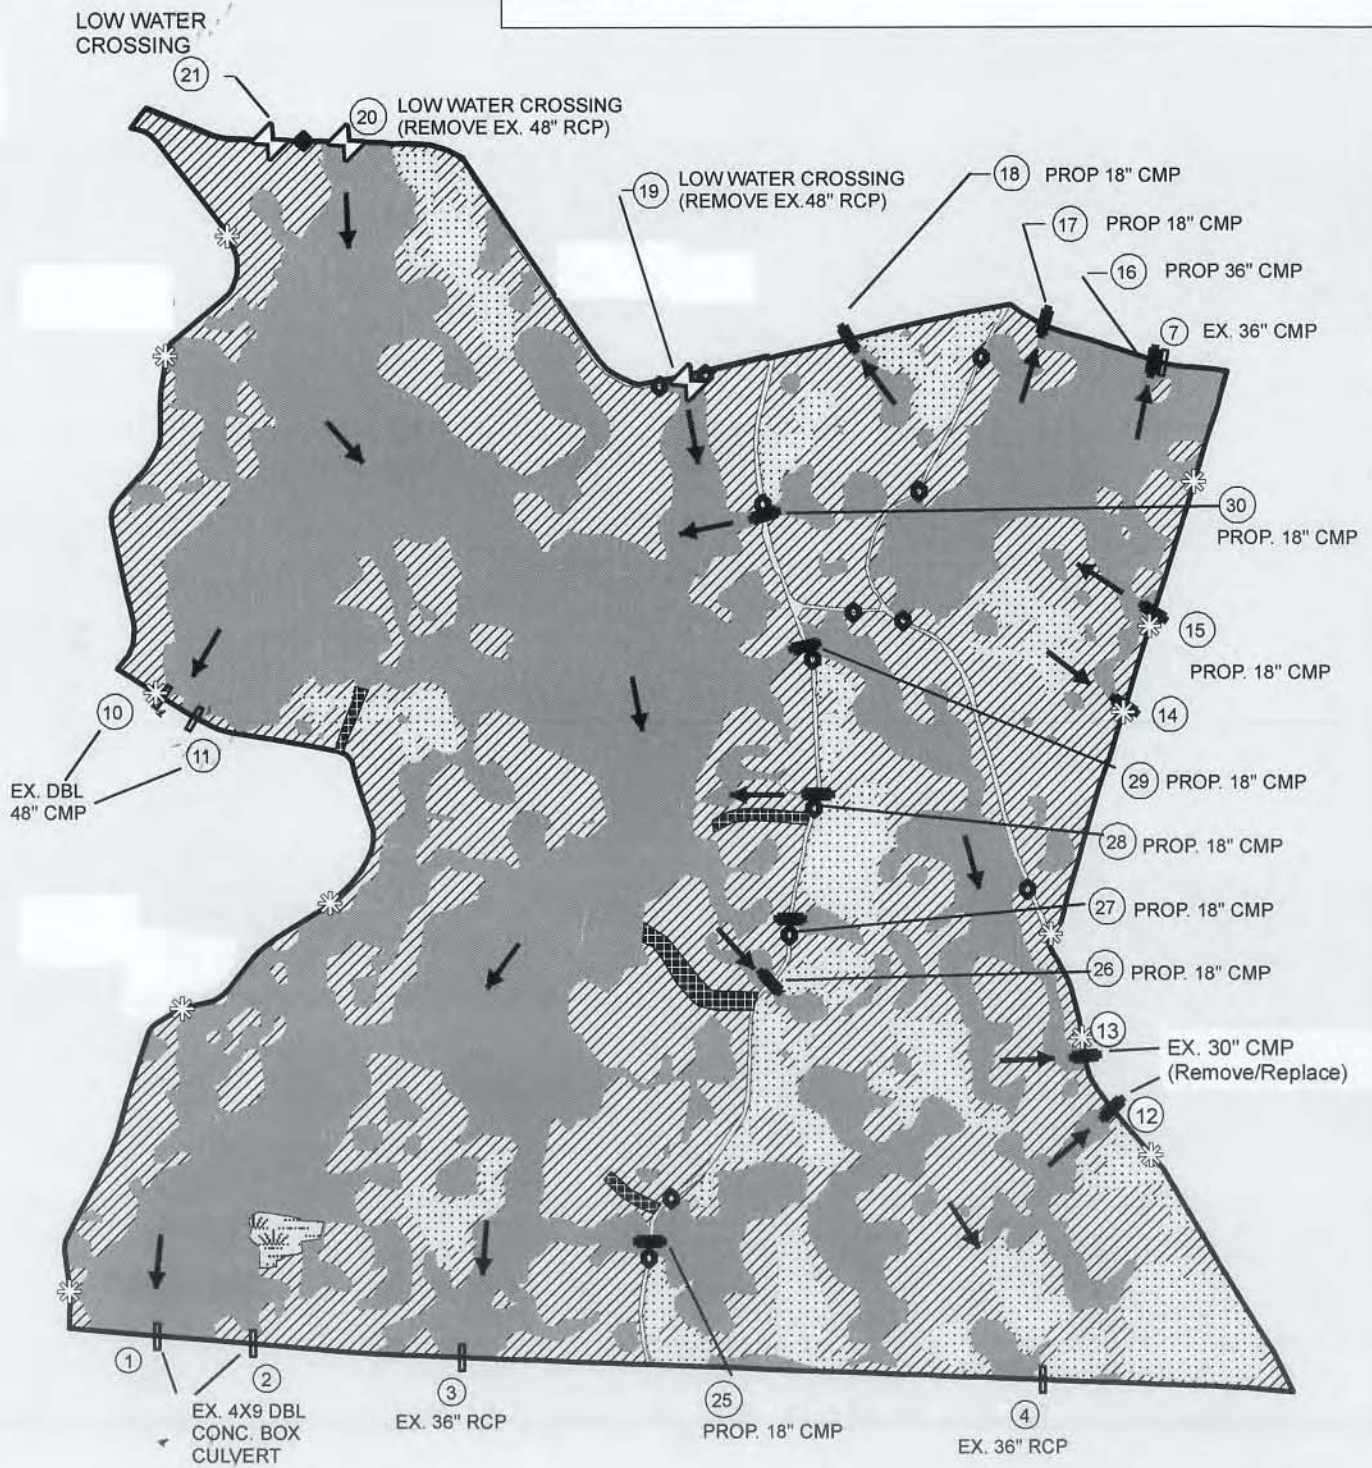 LOW WATER
CROSSING
21
20
LOW WATER CROSSING
(REMOVE EX. 48" RCP)
19
LOW WATER CROSSING
(REMOVE EX.48" RCP)
18 PROP 18" CMP
17 PROP 18" CMP
16 PROP 36" CMP
7 EX. 36" CMP
30
PROP. 18" CMP
15
PROP. 18" CMP
14
10
11
EX. DBL
48" CMP
29 PROP. 18" CMP
28 PROP. 18" CMP
27 PROP. 18" CMP
26 PROP. 18" CMP
13
EX. 30" CMP
(Remove/Replace)
12
1
2
EX. 4X9 DBL
CONC. BOX
CULVERT
3
EX. 36" RCP
25
PROP. 18" CMP
4
EX. 36" RCP